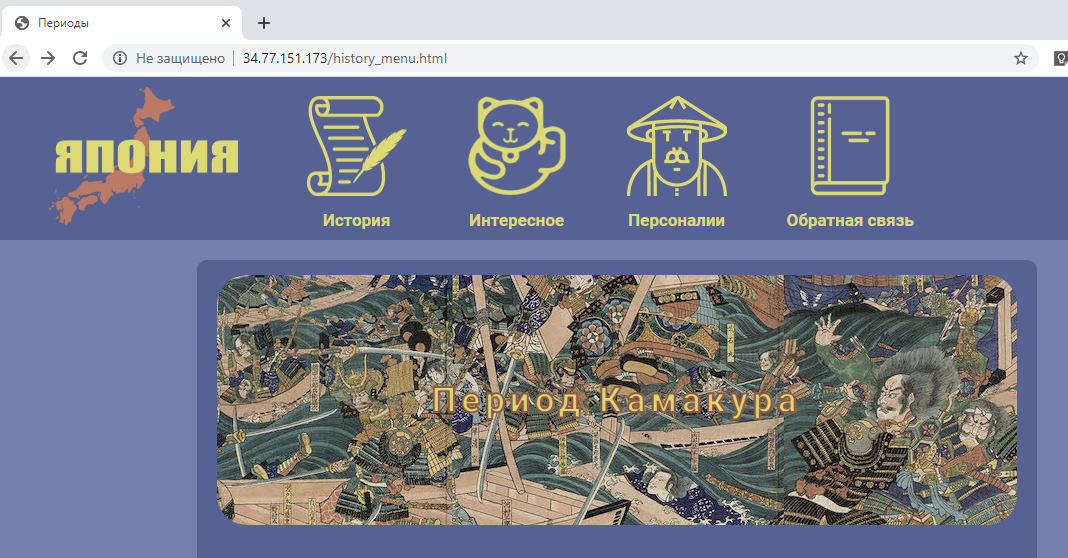 Периоды
Не защищено 34.77.151.173/history_menu.html
ЯПОНИЯ
История Интересное Персоналии Обратная связь
Период Камакура